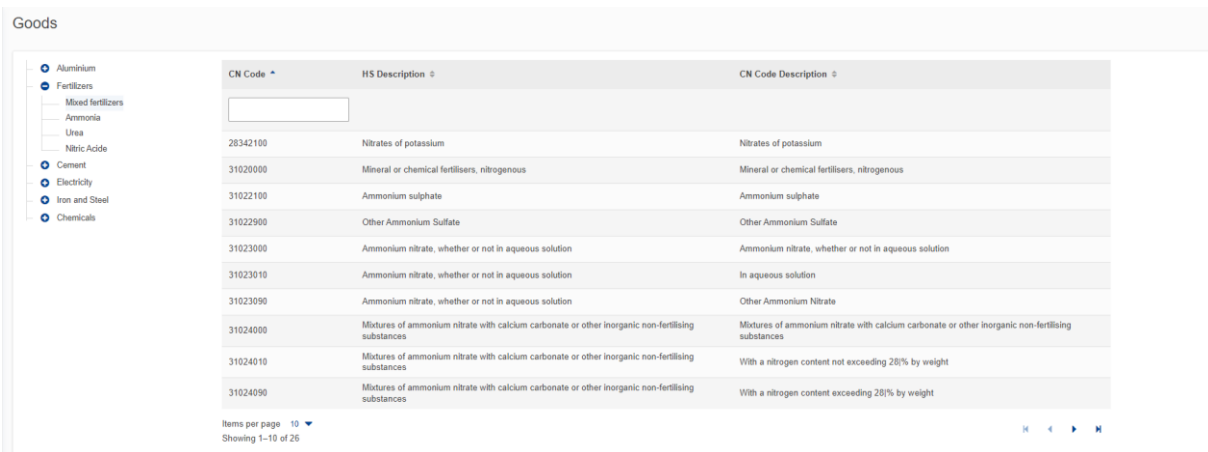 Goods
Aluminium
Fertilizers
Mixed fertilizers
Ammonia
Urea
Nitric Acide
Cement
Electricity
Iron and Steel
Chemicals
CN Code HS Description CN Code Description
28342100 Nitrates of potassium Nitrates of potassium
31020000 Mineral or chemical fertilisers, nitrogenous Mineral or chemical fertilisers, nitrogenous
31022100 Ammonium sulphate Ammonium sulphate
31022900 Other Ammonium Sulfate Other Ammonium Sulfate
31023000 Ammonium nitrate, whether or not in aqueous solution Ammonium nitrate, whether or not in aqueous solution
31023010 Ammonium nitrate, whether or not in aqueous solution In aqueous solution
31023090 Ammonium nitrate, whether or not in aqueous solution Other Ammonium Nitrate
31024000 Mixtures of ammonium nitrate with calcium carbonate or other inorganic non-fertilising substances Mixtures of ammonium nitrate with calcium carbonate or other inorganic non-fertilising substances
31024010 Mixtures of ammonium nitrate with calcium carbonate or other inorganic non-fertilising substances With a nitrogen content not exceeding 28|% by weight
31024090 Mixtures of ammonium nitrate with calcium carbonate or other inorganic non-fertilising substances With a nitrogen content exceeding 28|% by weight
Items per page 10
Showing 1–10 of 26